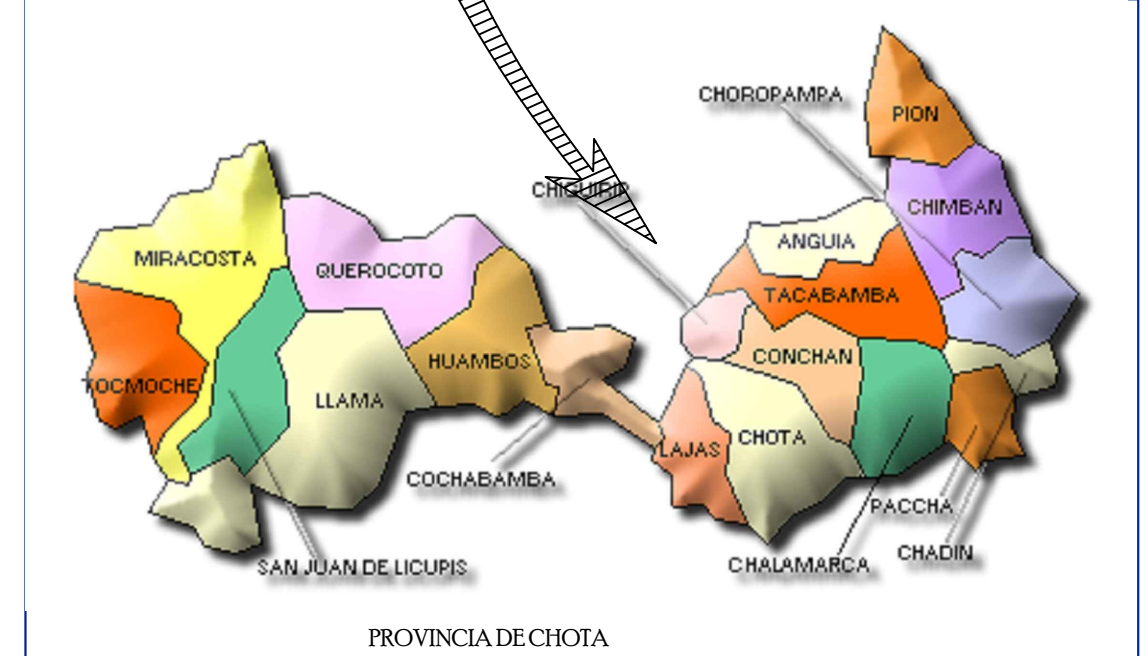 PION
CHOROPAMPA
CHIGUIRIP
CHIMBAN
ANGUIA
MIRACOSTA
QUEROCOTO
TACABAMBA
CONCHAN
HUAMBOS
TOCMOCHE
LLAMA
CHOTA
LAJAS
COCHABAMBA
PACCHA
CHADIN
CHALAMARCA
SAN JUAN DE LICUPIS
PROVINCIA DE CHOTA